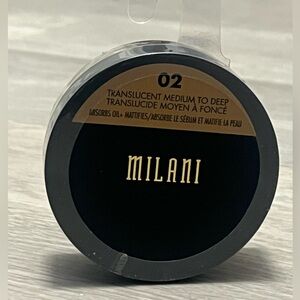 02
TRANSLUCENT MEDIUM TO DEEP
TRANSLUCIDE MOYEN À FONCÉ
ABSORBS OIL + MATTIFIES/ABSORBE LE SÉBUM ET MATIFIE LA PEAU
MILANI